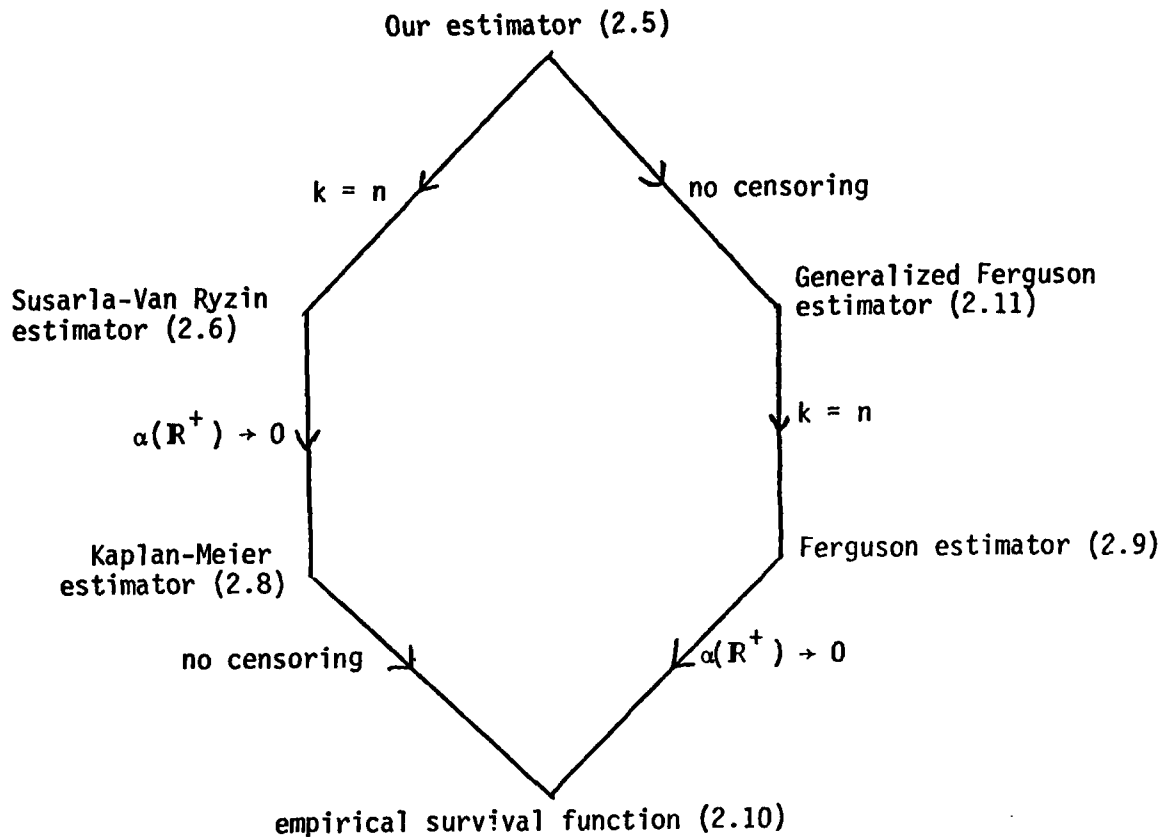 Our estimator (2.5)
k = n
no censoring
Susarla-Van Ryzin
estimator (2.6)
Generalized Ferguson
estimator (2.11)
α(ℝ⁺) → 0
k = n
Kaplan-Meier
estimator (2.8)
Ferguson estimator (2.9)
no censoring
α(ℝ⁺) → 0
empirical survival function (2.10)